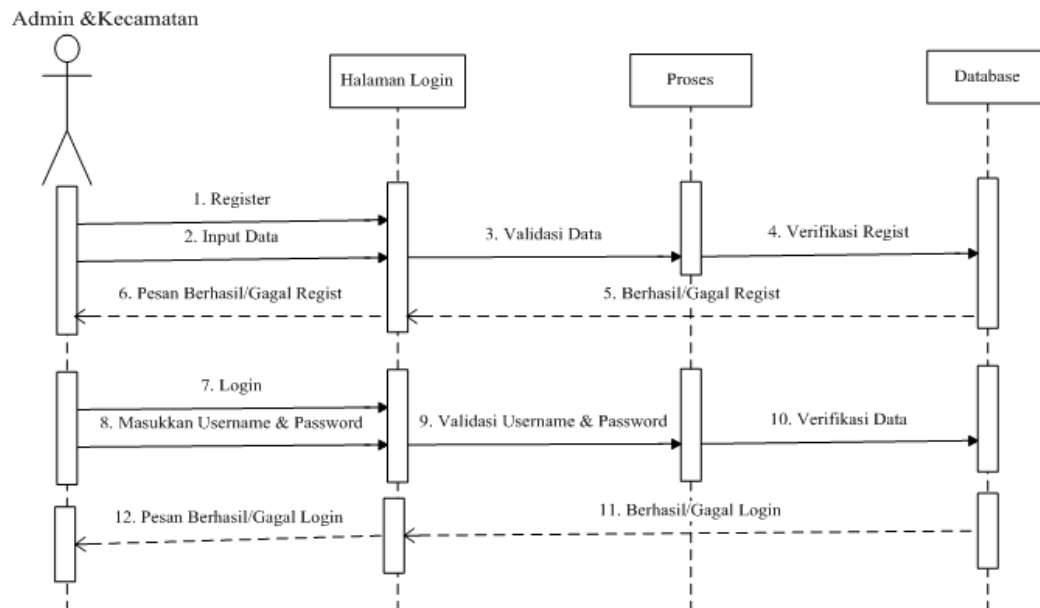 Admin &Kecamatan
Halaman Login
Proses
Database
1. Register
2. Input Data
3. Validasi Data
4. Verifikasi Regist
6. Pesan Berhasil/Gagal Regist
5. Berhasil/Gagal Regist
7. Login
8. Masukkan Username & Password
9. Validasi Username & Password
10. Verifikasi Data
12. Pesan Berhasil/Gagal Login
11. Berhasil/Gagal Login